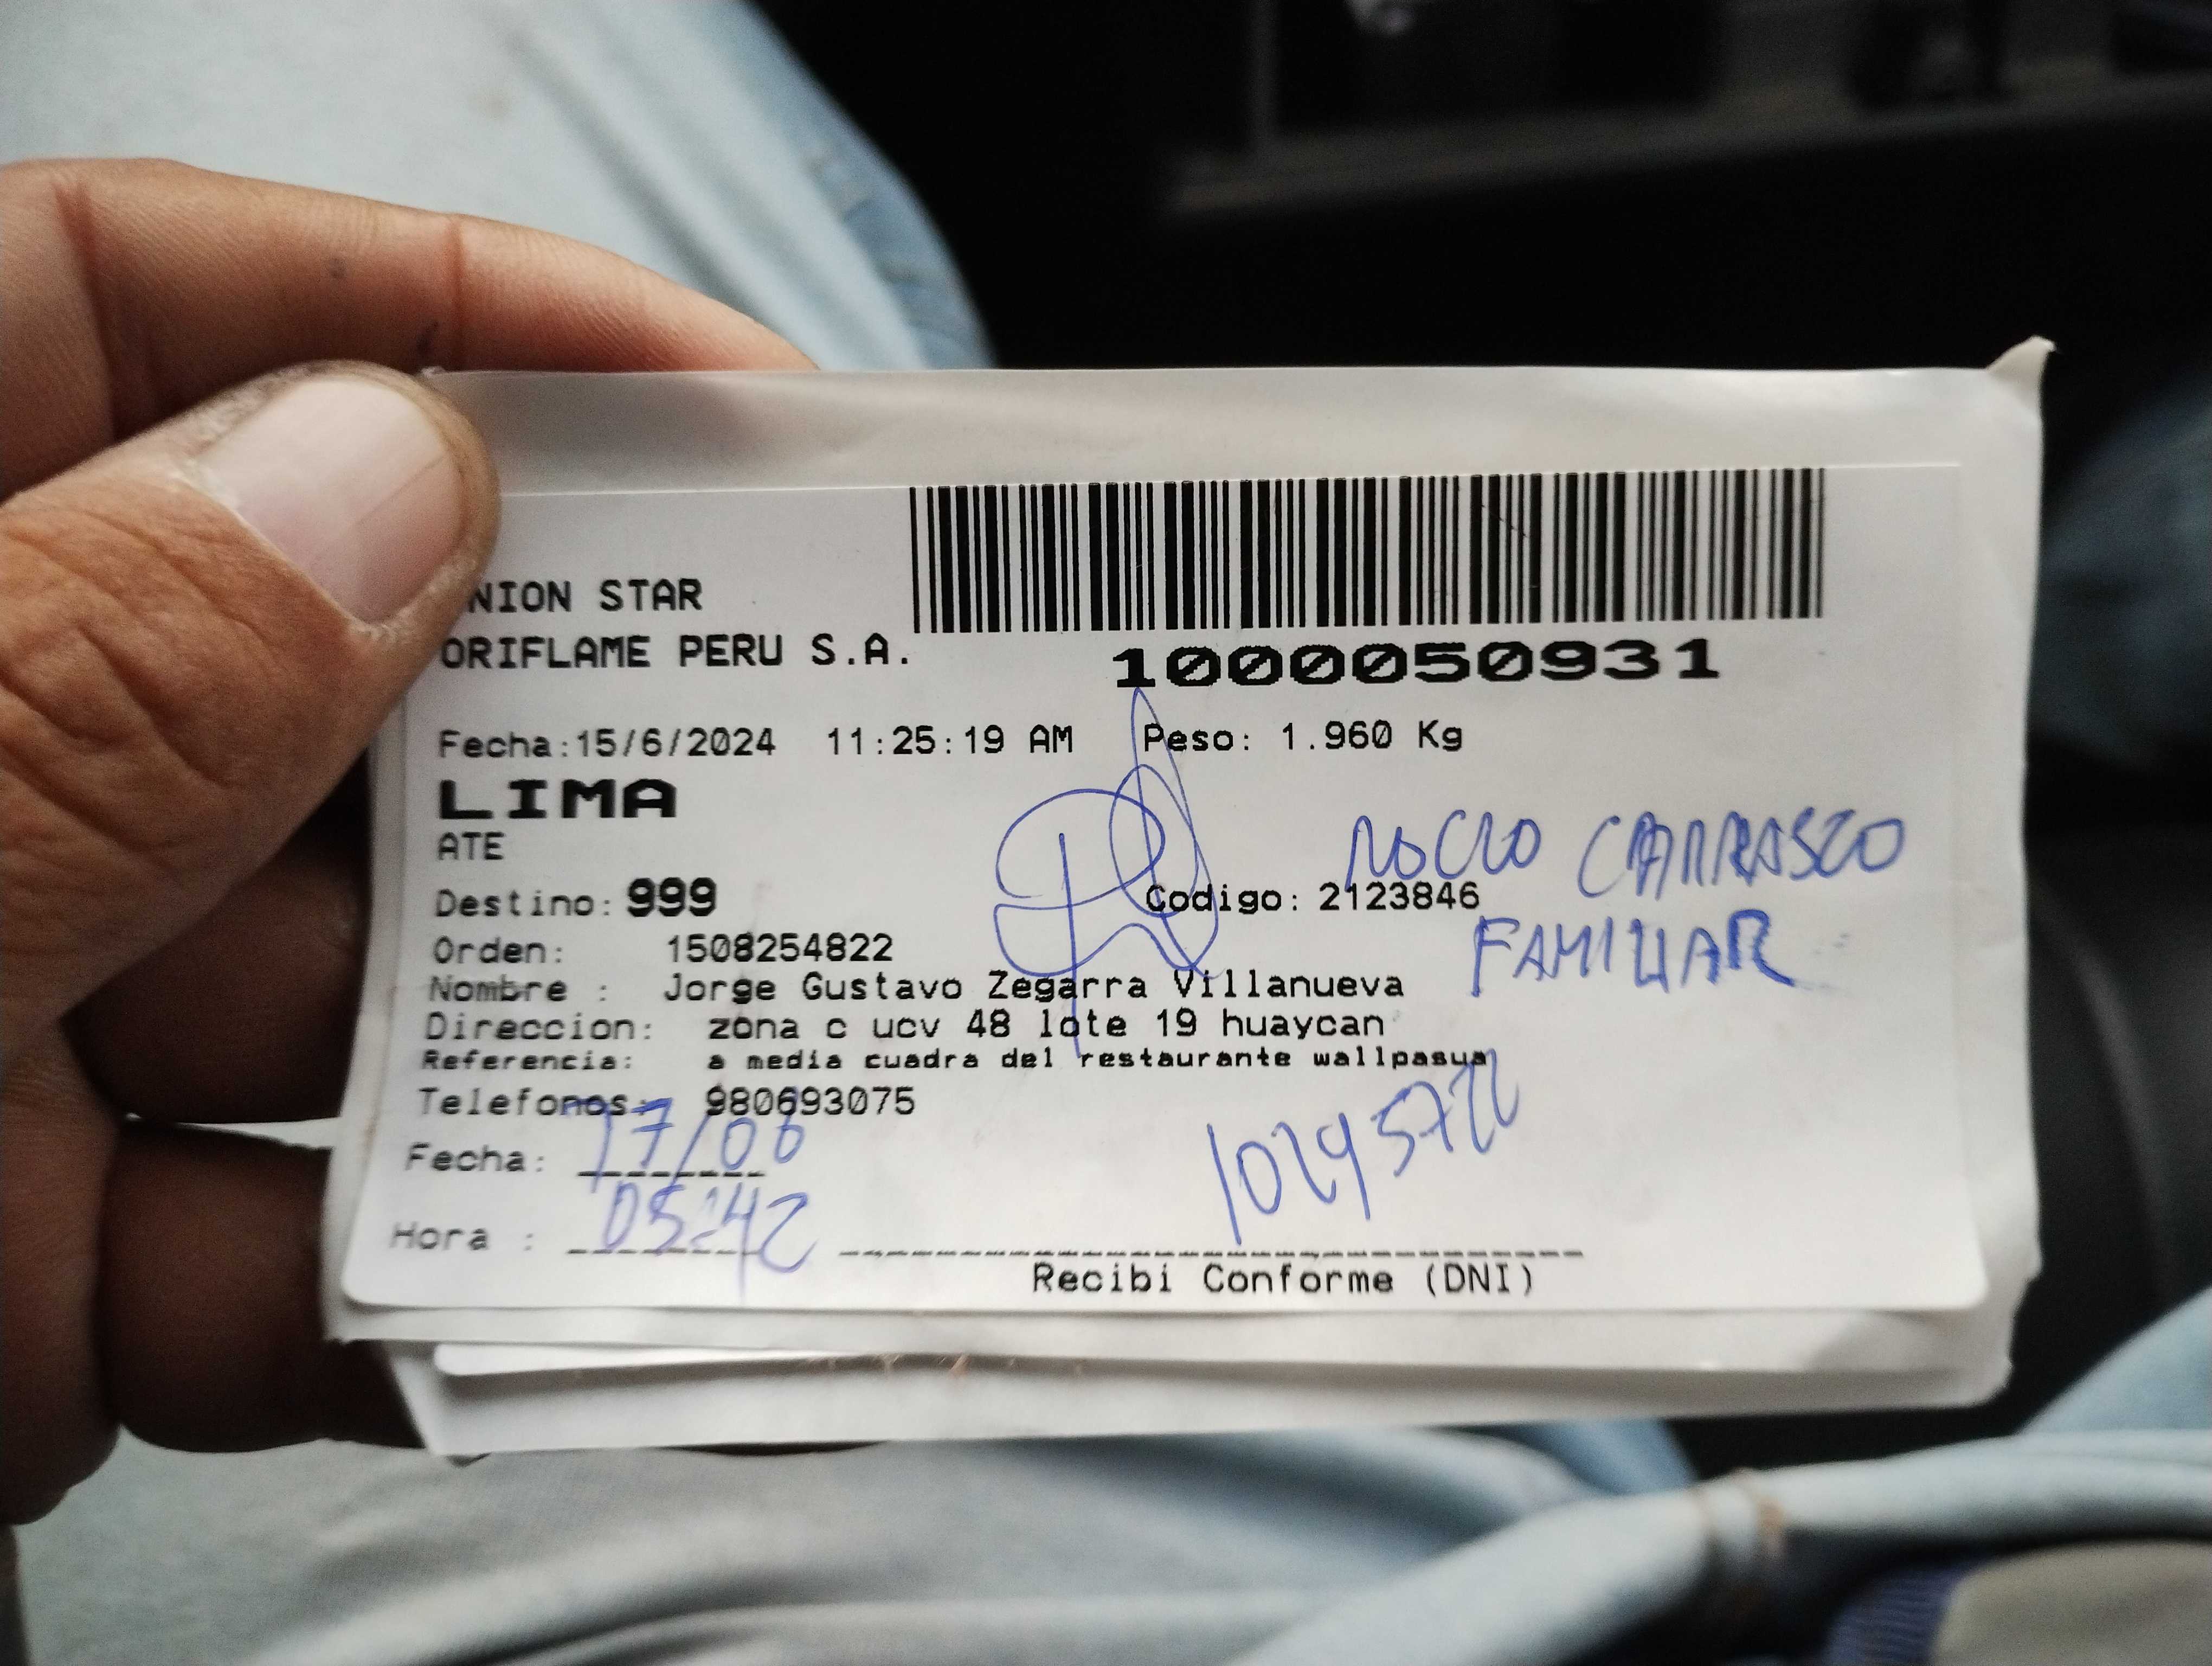 NION STAR
ORIFLAME PERU S.A.
1000050931
Fecha:15/6/2024 11:25:19 AM Peso: 1.960 Kg
LIMA
ATE
ROCIO CARRASCO
Destino: 999 Codigo: 2123846
FAMILIAR
Orden: 1508254822
Nombre : Jorge Gustavo Zegarra Villanueva
Direccion: zona c ucv 48 lote 19 huaycan
Referencia: a media cuadra del restaurante wallpasua
Telefonos: 980693075
Fecha: 17/06
Hora : 05:42
Recibi Conforme (DNI)